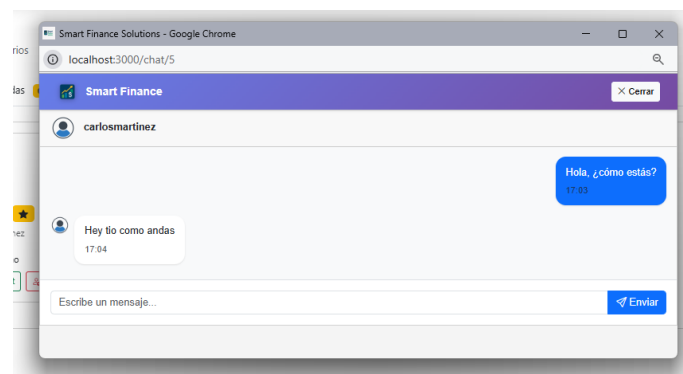 Smart Finance Solutions - Google Chrome
rios
localhost:3000/chat/5
das
Smart Finance
× Cerrar
carlosmartinez
Hola, ¿cómo estás?
17:03
Hey tio como andas
17:04
nez
Escribe un mensaje...
Enviar